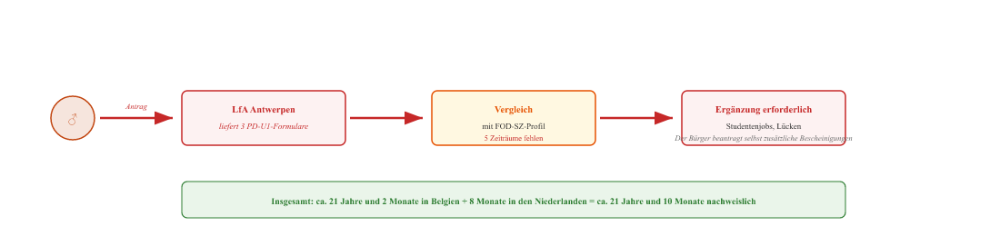 ♂
Antrag
LfA Antwerpen
liefert 3 PD-U1-Formulare
Vergleich
mit FOD-SZ-Profil
5 Zeiträume fehlen
Ergänzung erforderlich
Studentenjobs, Lücken
Der Bürger beantragt selbst zusätzliche Bescheinigungen
Insgesamt: ca. 21 Jahre und 2 Monate in Belgien + 8 Monate in den Niederlanden = ca. 21 Jahre und 10 Monate nachweislich